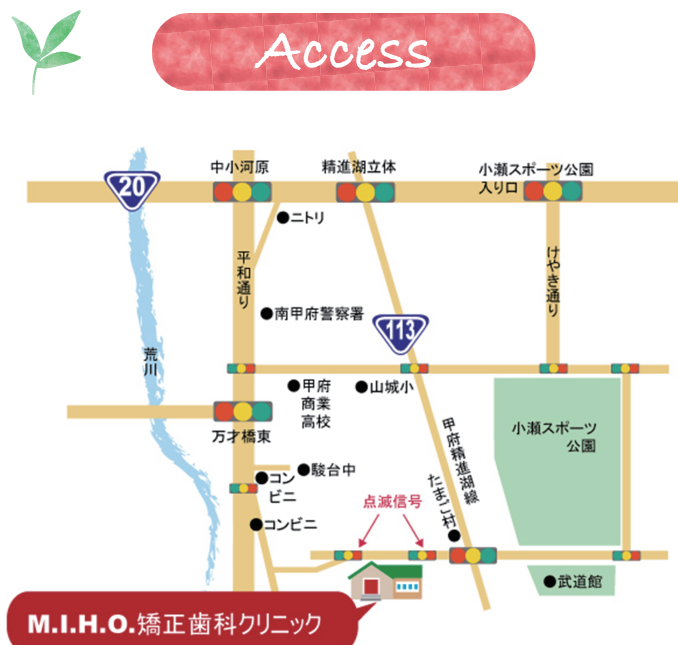 Access
20
中小河原
精進湖立体
小瀬スポーツ公園
入り口
ニトリ
平和通り
けやき通り
南甲府警察署
113
荒川
甲府
商業
高校
山城小
万才橋東
甲府精進湖線
小瀬スポーツ
公園
駿台中
コン
ビニ
たまご村
点滅信号
コンビニ
武道館
M.I.H.O.矯正歯科クリニック